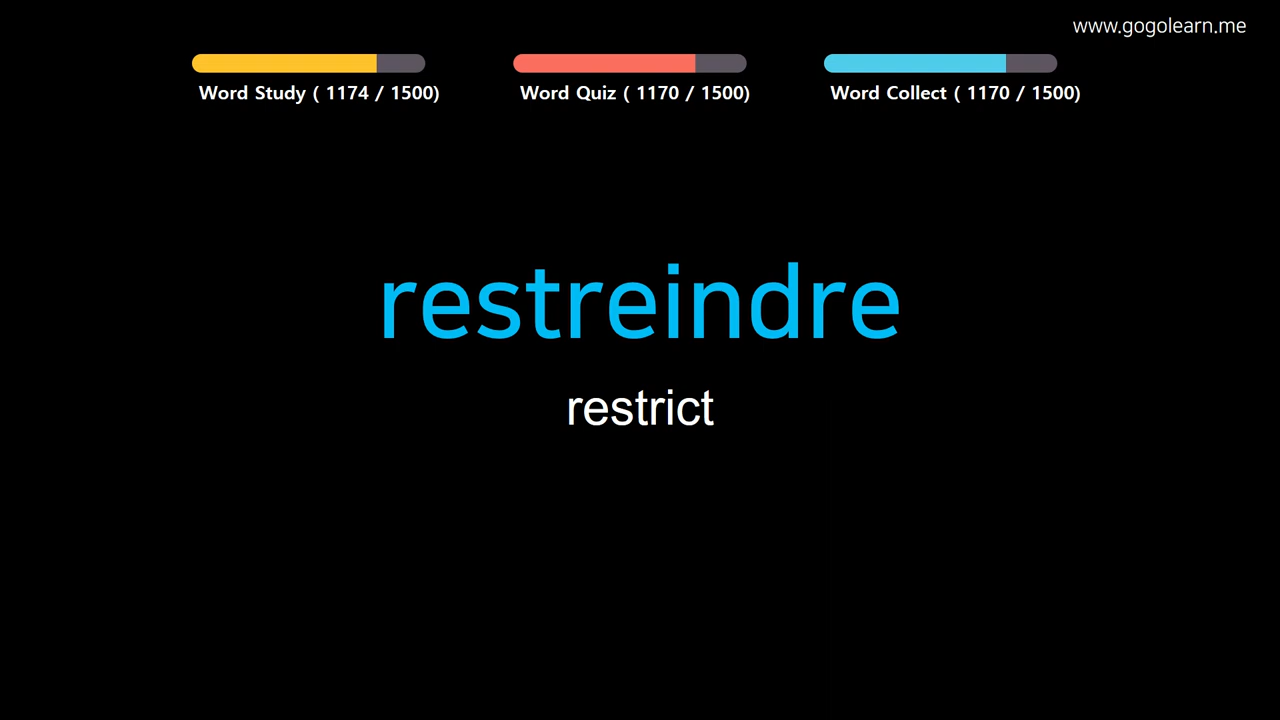 www.gogolearn.me
Word Study ( 1174 / 1500)
Word Quiz ( 1170 / 1500)
Word Collect ( 1170 / 1500)
restreindre
restrict